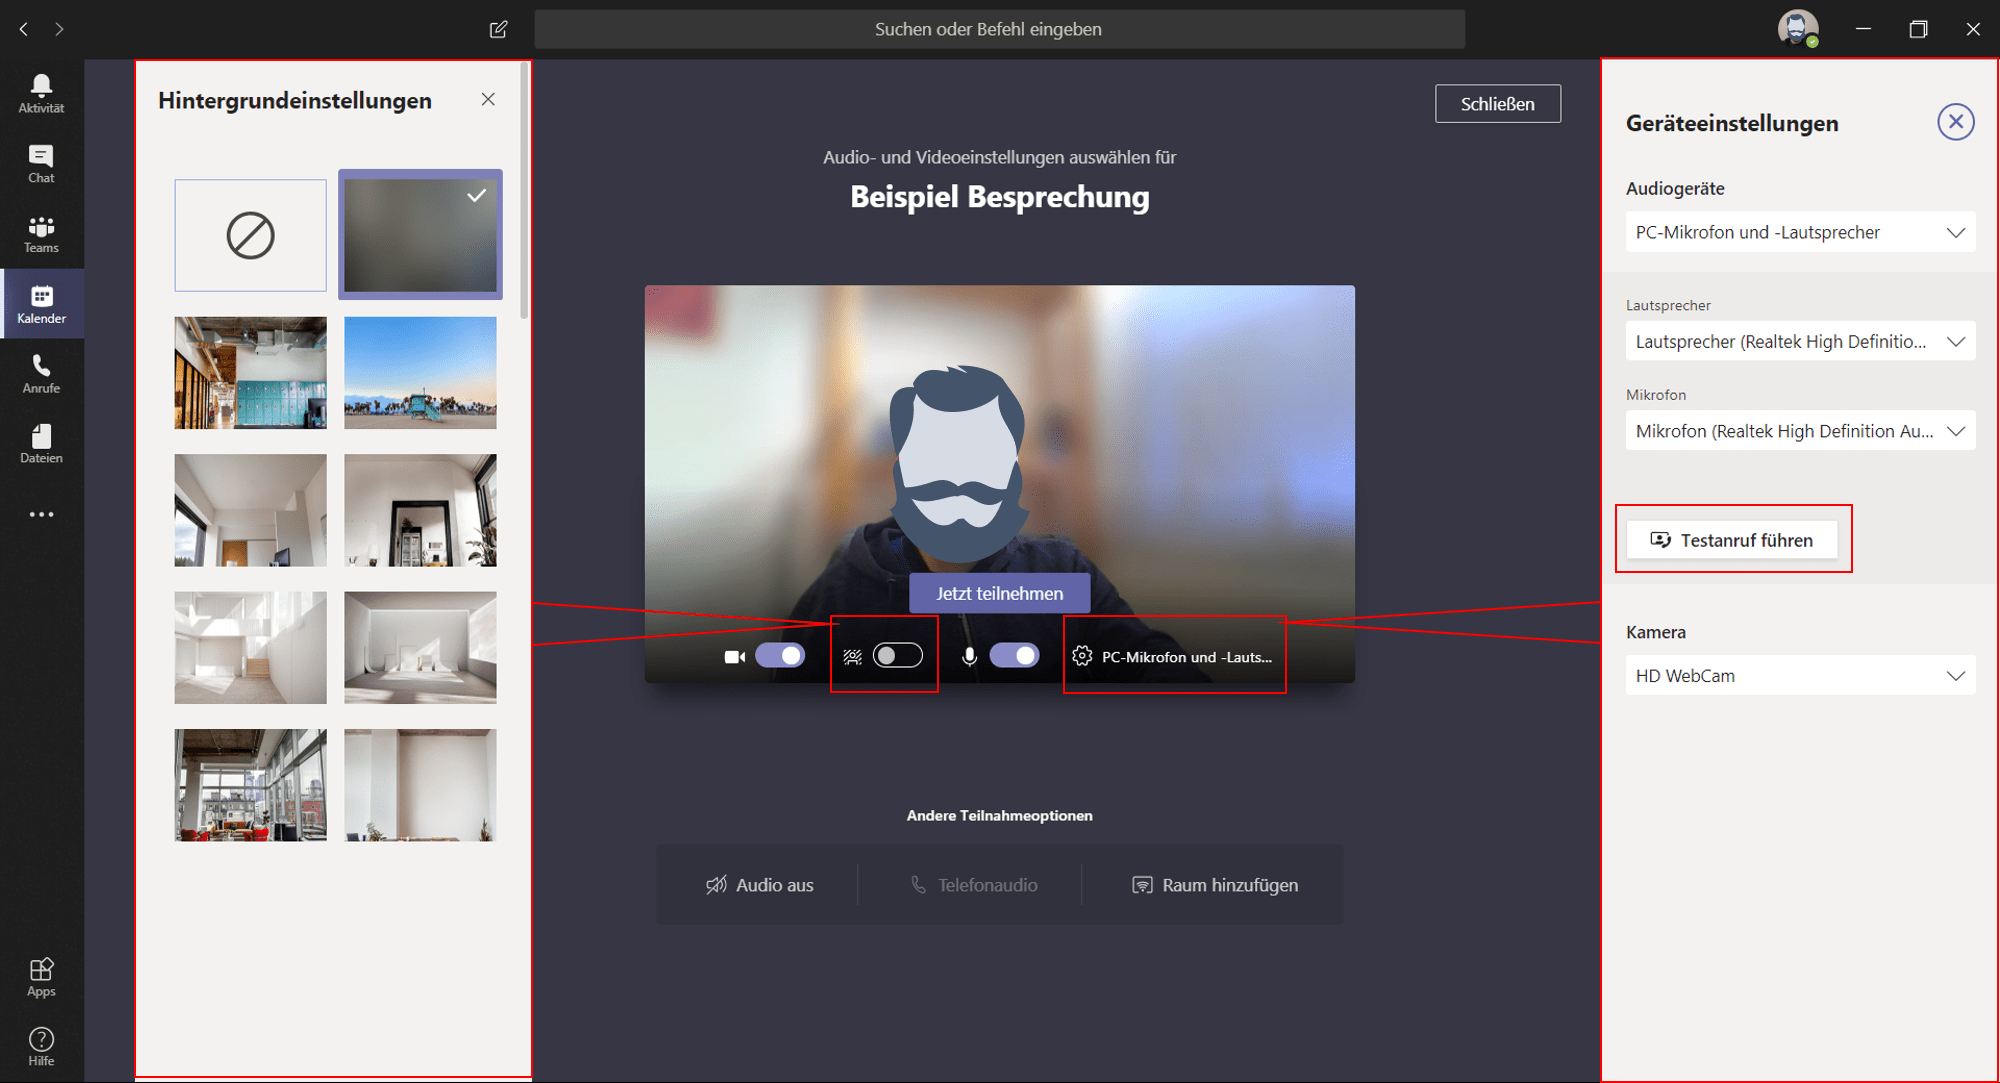 Suchen oder Befehl eingeben
Aktivität
Chat
Teams
Kalender
Anrufe
Dateien
Apps
Hilfe
Hintergrundeinstellungen
Schließen
Audio- und Videoeinstellungen auswählen für
Beispiel Besprechung
Jetzt teilnehmen
PC-Mikrofon und -Lauts...
Andere Teilnahmeoptionen
Audio aus
Telefonaudio
Raum hinzufügen
Geräteeinstellungen
Audiogeräte
PC-Mikrofon und -Lautsprecher
Lautsprecher
Lautsprecher (Realtek High Definitio...
Mikrofon
Mikrofon (Realtek High Definition Au...
Testanruf führen
Kamera
HD WebCam